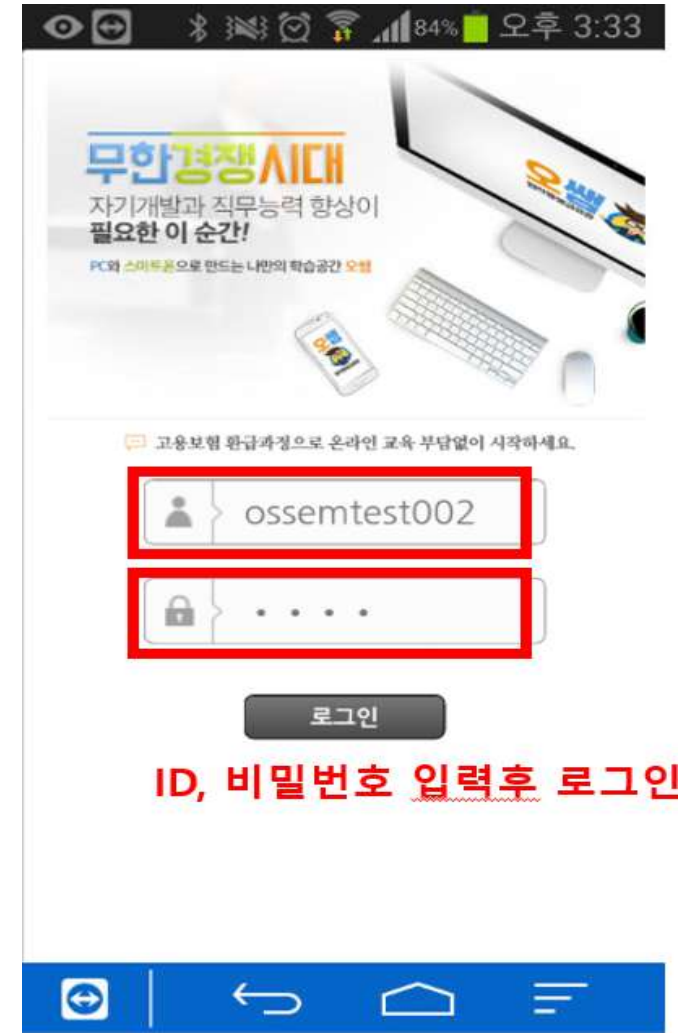 84% 오후 3:33
무한경쟁시대
자기개발과 직무능력 향상이
필요한 이 순간!
PC와 스마트폰으로 만드는 나만의 학습공간 오쌤
오쌤
오쌤
고용보험 환급과정으로 온라인 교육 부담없이 시작하세요.
ossemtest002
• • • •
로그인
ID, 비밀번호 입력후 로그인